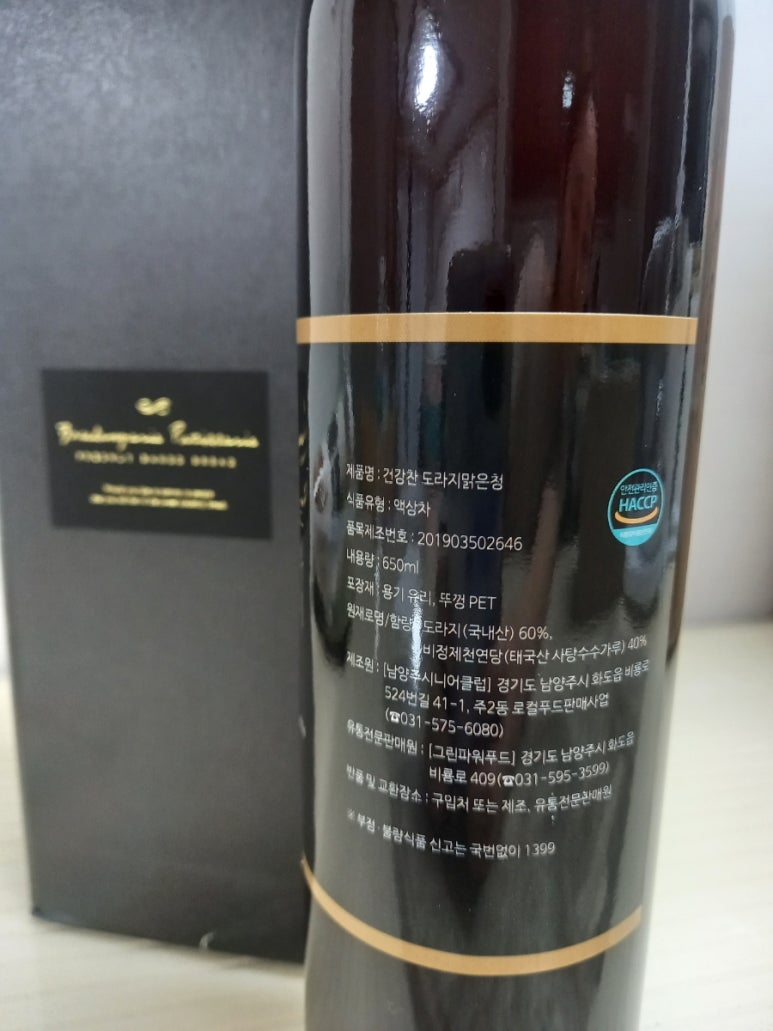 제품명 : 건강찬 도라지맑은청
식품유형 : 액삼차
품목제조번호 : 201903502646
내용량 : 650ml
포장재 : 용기 유리, 뚜껑 PET
원재료명/함량 : 도라지(국내산) 60%,
비정제천연당(태국산 사탕수수가루) 40%
제조원 : [남양주시니어클럽] 경기도 남양주시 화도읍 비룡로
524번길 41-1, 주2동 로컬푸드판매사업
(☎031-575-6080)
유통전문판매원 : [그린파워푸드] 경기도 남양주시 화도읍
비룡로 409(☎031-595-3599)
반품 및 교환장소 : 구입처 또는 제조, 유통전문판매원
※ 부정·불량식품 신고는 국번없이 1399
안전관리인증
HACCP